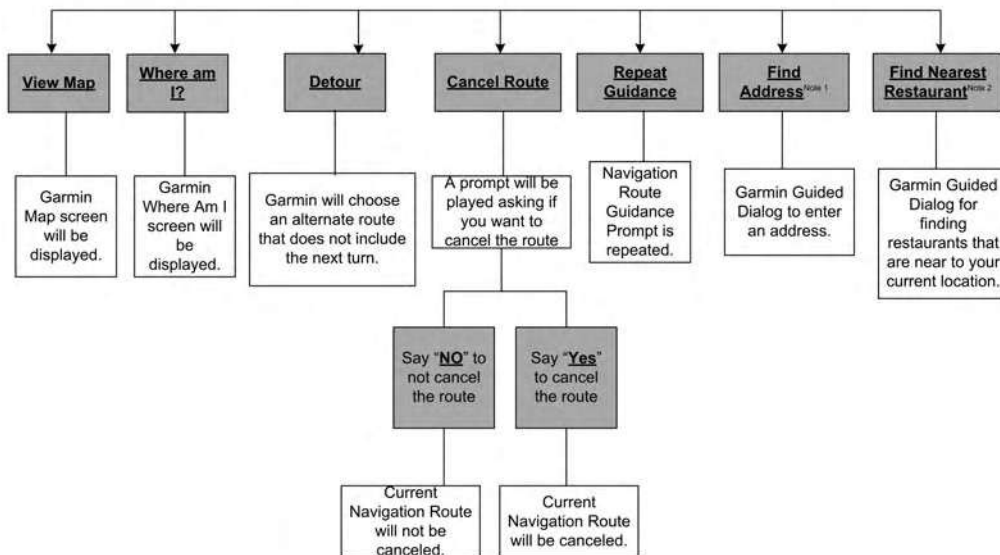 View Map
Where am
I?
Detour
Cancel Route
Repeat
Guidance
Find
Address Note 1
Find Nearest
Restaurant Note 2
Garmin
Map screen
will be
displayed.
Garmin
Where Am I
screen will
be
displayed.
Garmin will choose
an alternate route
that does not include
the next turn.
A prompt will be
played asking if
you want to
cancel the route
Navigation
Route
Guidance
Prompt is
repeated.
Garmin Guided
Dialog to enter
an address.
Garmin Guided
Dialog for
finding
restaurants that
are near to your
current location.
Say “NO” to
not cancel
the route
Say “Yes”
to cancel
the route
Current
Navigation Route
will not be
canceled.
Current
Navigation Route
will be canceled.